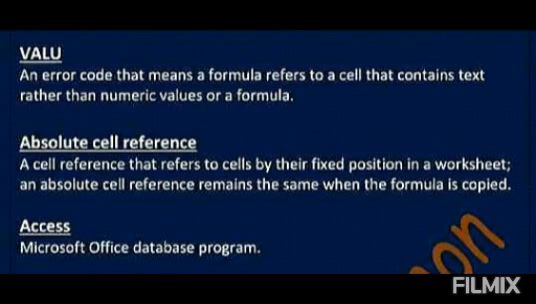 VALU
An error code that means a formula refers to a cell that contains text
rather than numeric values or a formula.
Absolute cell reference
A cell reference that refers to cells by their fixed position in a worksheet;
an absolute cell reference remains the same when the formula is copied.
Access
Microsoft Office database program.
FILMIX